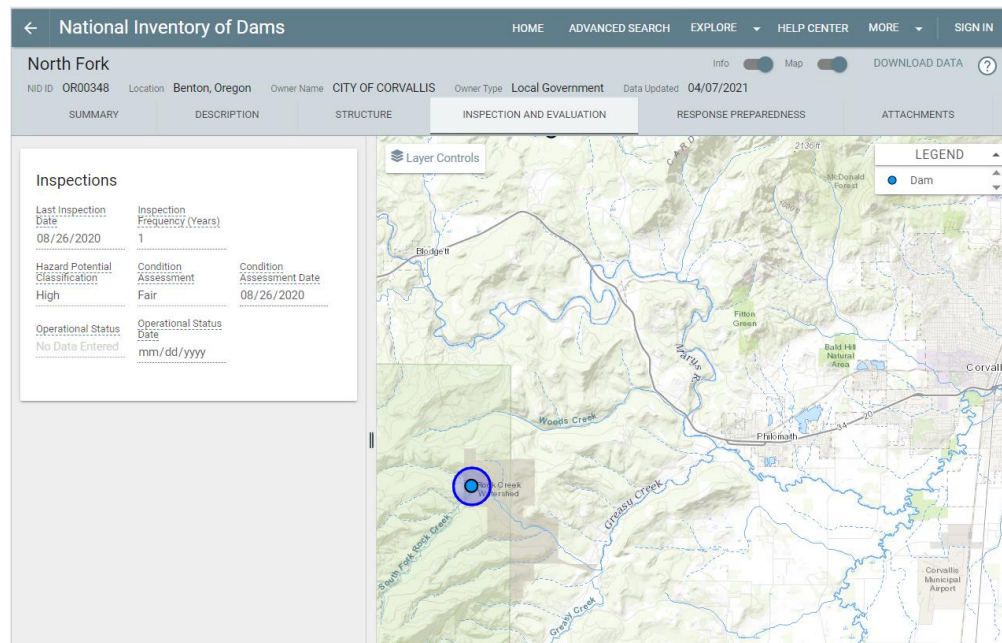 National Inventory of Dams
HOME ADVANCED SEARCH EXPLORE HELP CENTER MORE SIGN IN
North Fork
Info Map DOWNLOAD DATA ?
NID ID OR00348 Location Benton, Oregon Owner Name CITY OF CORVALLIS Owner Type Local Government Data Updated 04/07/2021
SUMMARY DESCRIPTION STRUCTURE INSPECTION AND EVALUATION RESPONSE PREPAREDNESS ATTACHMENTS
Inspections
Last Inspection
Date
08/26/2020
Inspection
Frequency (Years)
1
Hazard Potential
Classification
High
Condition
Assessment
Fair
Condition
Assessment Date
08/26/2020
Operational Status
No Data Entered
Operational Status
Date
mm/dd/yyyy
Layer Controls
LEGEND
Dam
2136ft
McDonald
Forest
Blodgett
Fitton
Green
Marys R
Bald Hill
Natural
Area
Corvall
Woods Creek
Philomath
34
20
Rock Creek
Watershed
Greasy Creek
South Fork Rock Creek
Corvallis
Municipal
Airport
Greasy Creek